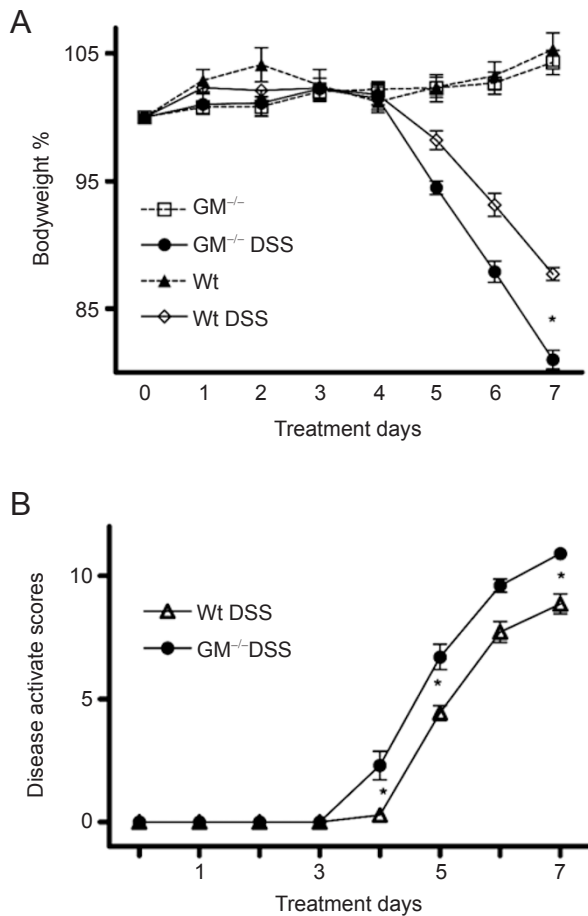 A
105
95
85
Bodyweight %
GM⁻/⁻
GM⁻/⁻ DSS
Wt
Wt DSS
*
0 1 2 3 4 5 6 7
Treatment days
B
10
5
0
Disease activate scores
Wt DSS
GM⁻/⁻DSS
*
*
*
1 3 5 7
Treatment days